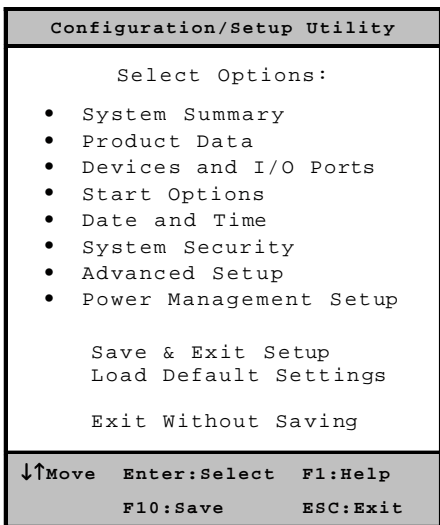 Configuration/Setup Utility
Select Options:
• System Summary
• Product Data
• Devices and I/O Ports
• Start Options
• Date and Time
• System Security
• Advanced Setup
• Power Management Setup
Save & Exit Setup
Load Default Settings
Exit Without Saving
↓↑Move Enter:Select F1:Help
F10:Save ESC:Exit